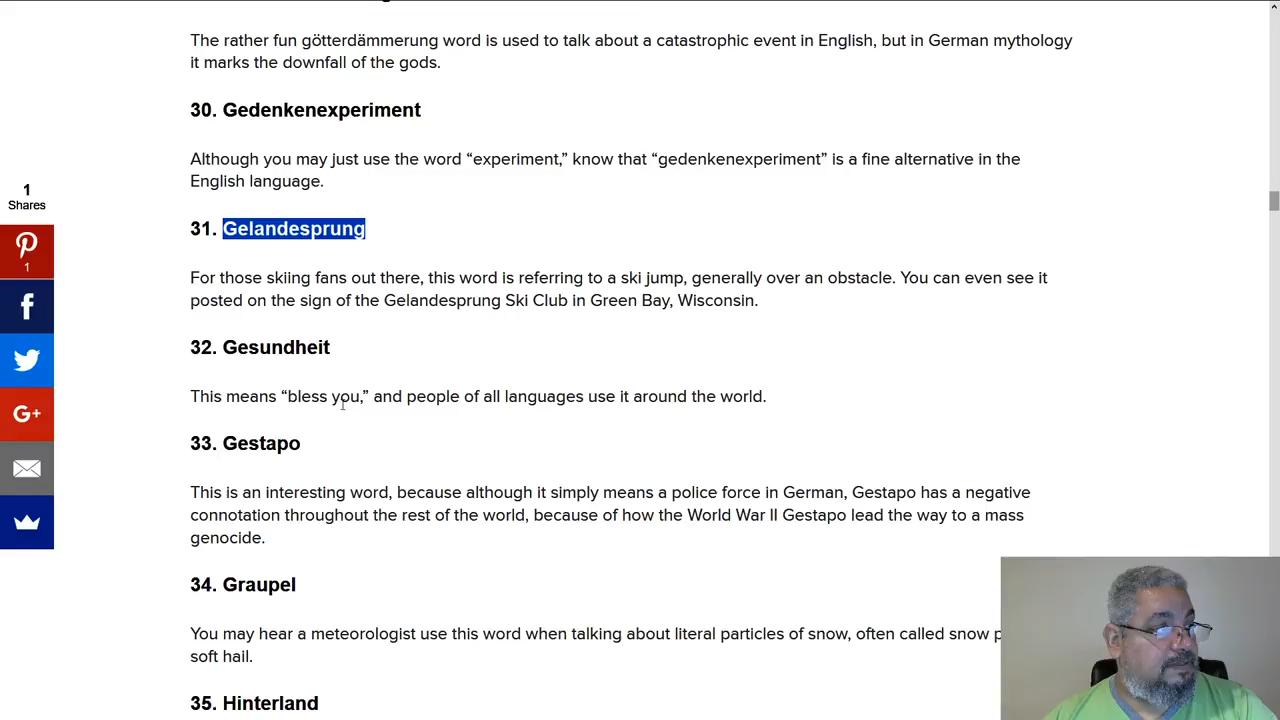 The rather fun götterdämmerung word is used to talk about a catastrophic event in English, but in German mythology
it marks the downfall of the gods.
30. Gedenkenexperiment
Although you may just use the word “experiment,” know that “gedenkenexperiment” is a fine alternative in the
English language.
1
Shares
31. Gelandesprung
1
For those skiing fans out there, this word is referring to a ski jump, generally over an obstacle. You can even see it
posted on the sign of the Gelandesprung Ski Club in Green Bay, Wisconsin.
32. Gesundheit
This means “bless you,” and people of all languages use it around the world.
G+
33. Gestapo
This is an interesting word, because although it simply means a police force in German, Gestapo has a negative
connotation throughout the rest of the world, because of how the World War II Gestapo lead the way to a mass
genocide.
34. Graupel
You may hear a meteorologist use this word when talking about literal particles of snow, often called snow
soft hail.
35. Hinterland